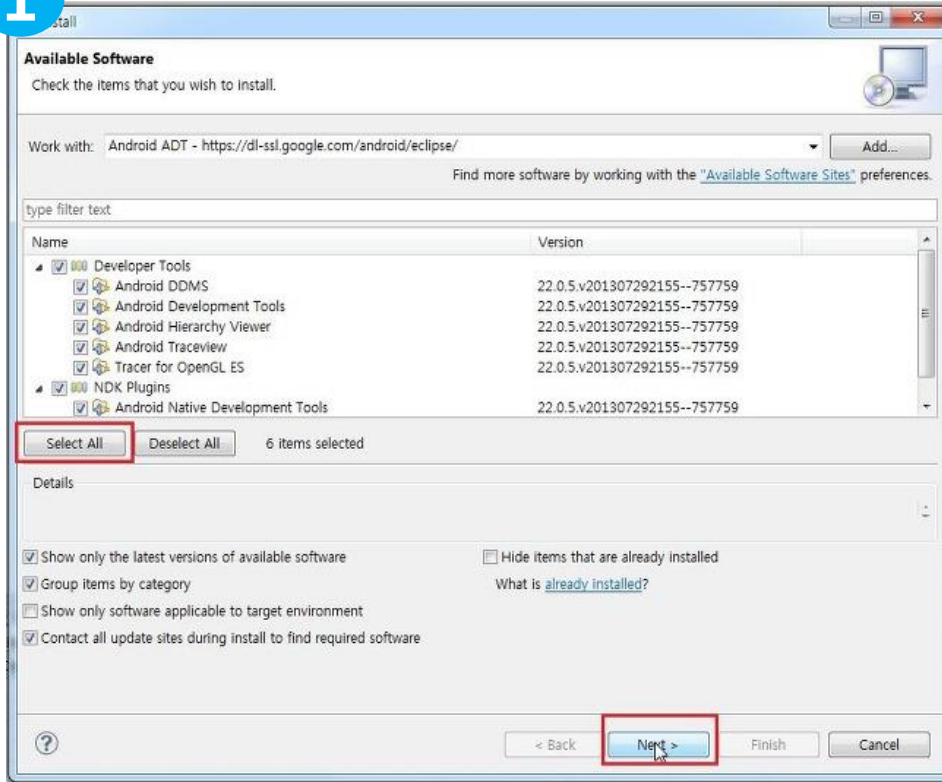 1
stall
Available Software
Check the items that you wish to install.
Work with: Android ADT - https://dl-ssl.google.com/android/eclipse/ Add...
Find more software by working with the "Available Software Sites" preferences.
type filter text
Name Version
Developer Tools
Android DDMS 22.0.5.v201307292155--757759
Android Development Tools 22.0.5.v201307292155--757759
Android Hierarchy Viewer 22.0.5.v201307292155--757759
Android Traceview 22.0.5.v201307292155--757759
Tracer for OpenGL ES 22.0.5.v201307292155--757759
NDK Plugins
Android Native Development Tools 22.0.5.v201307292155--757759
Select All Deselect All 6 items selected
Details
Show only the latest versions of available software Hide items that are already installed
Group items by category What is already installed?
Show only software applicable to target environment
Contact all update sites during install to find required software
? < Back Next > Finish Cancel